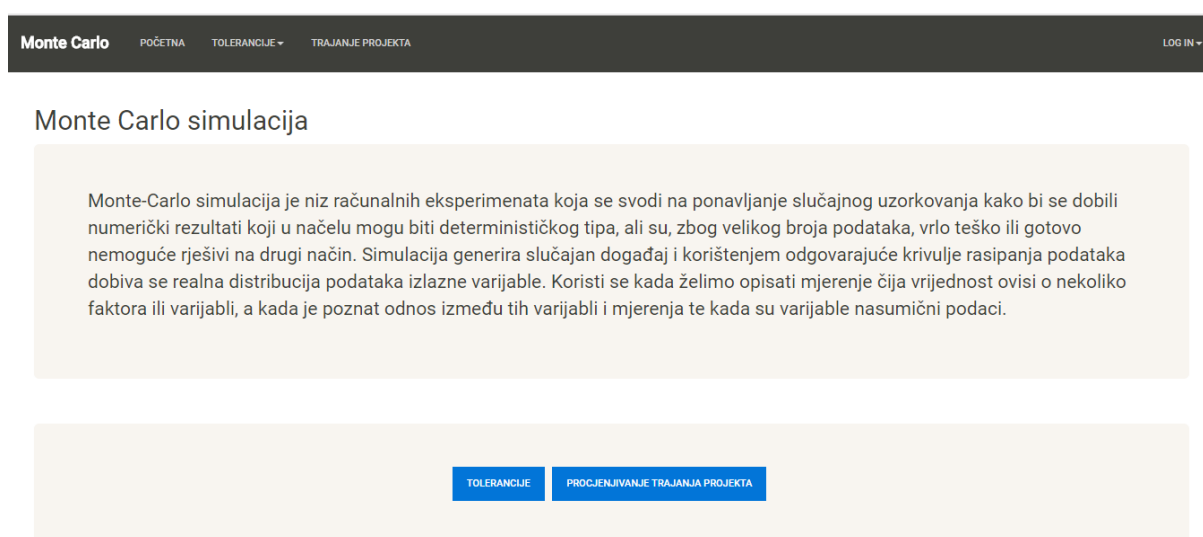 Monte Carlo POČETNA TOLERANCIJE TRAJANJE PROJEKTA LOG IN
Monte Carlo simulacija
Monte-Carlo simulacija je niz računalnih eksperimenata koja se svodi na ponavljanje slučajnog uzorkovanja kako bi se dobili
numerički rezultati koji u načelu mogu biti determinističkog tipa, ali su, zbog velikog broja podataka, vrlo teško ili gotovo
nemoguće rješivi na drugi način. Simulacija generira slučajan događaj i korištenjem odgovarajuće krivulje rasipanja podataka
dobiva se realna distribucija podataka izlazne varijable. Koristi se kada želimo opisati mjerenje čija vrijednost ovisi o nekoliko
faktora ili varijabli, a kada je poznat odnos između tih varijabli i mjerenja te kada su varijable nasumični podaci.
TOLERANCIJE PROCJENJIVANJE TRAJANJA PROJEKTA